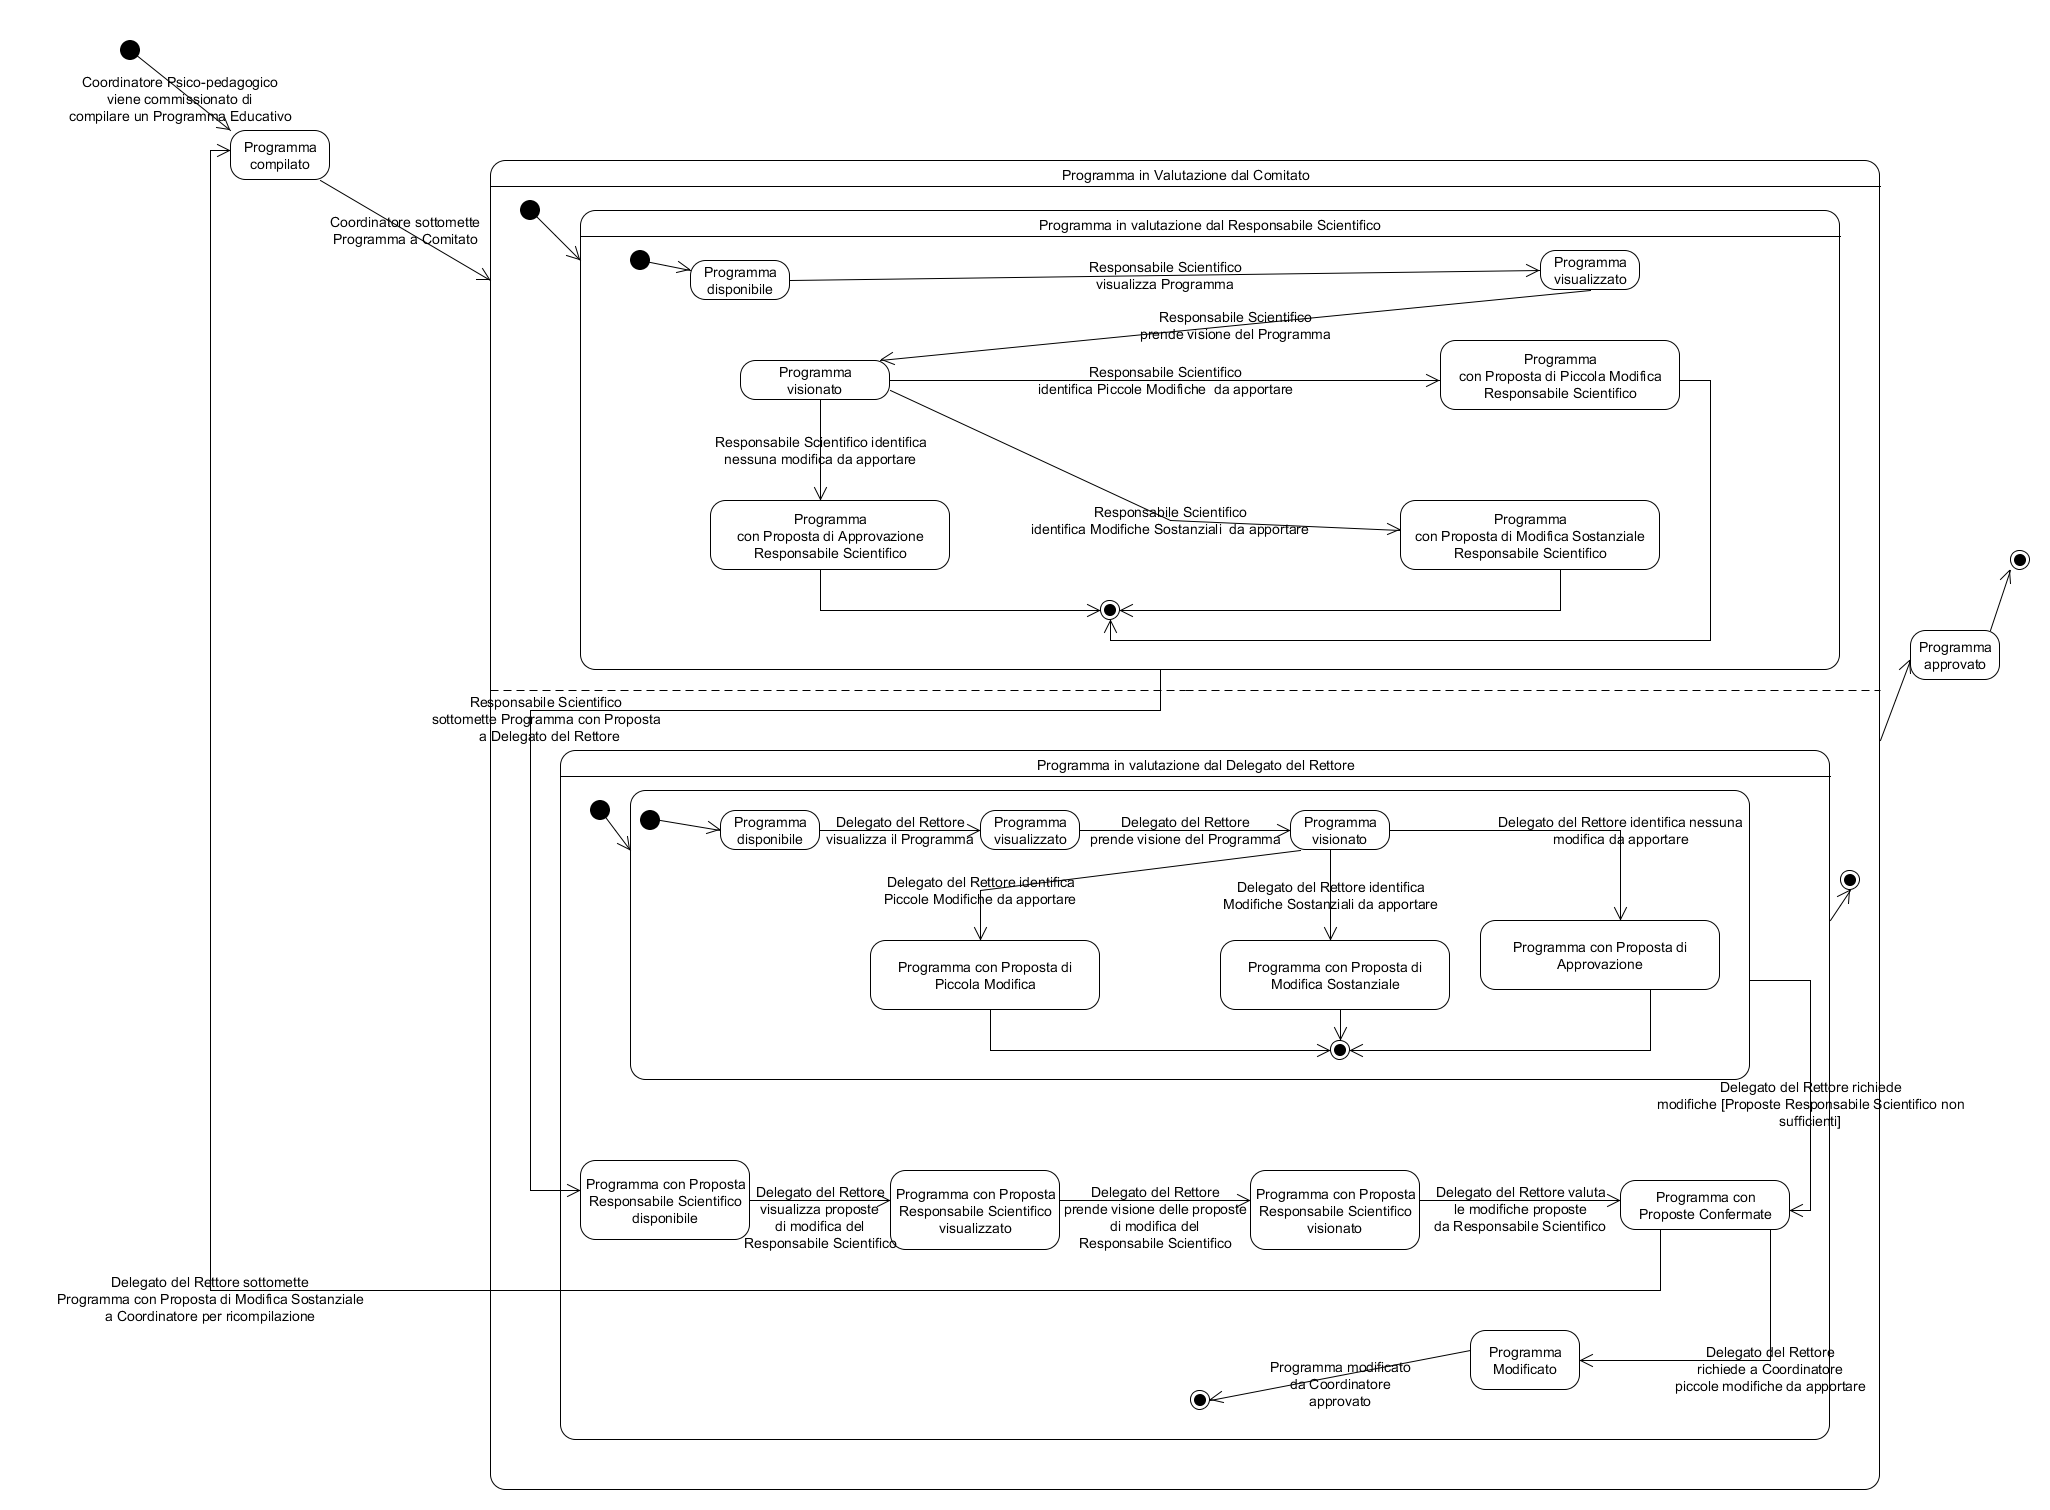 Coordinatore Psico-pedagogico
viene commissionato di
compilare un Programma Educativo
Programma
compilato
Coordinatore sottomette
Programma a Comitato
Programma in Valutazione dal Comitato
Programma in valutazione dal Responsabile Scientifico
Programma
disponibile
Responsabile Scientifico
visualizza Programma
Programma
visualizzato
Responsabile Scientifico
prende visione del Programma
Programma
visionato
Responsabile Scientifico
identifica Piccole Modifiche  da apportare
Programma
con Proposta di Piccola Modifica
Responsabile Scientifico
Responsabile Scientifico identifica
nessuna modifica da apportare
Responsabile Scientifico
identifica Modifiche Sostanziali  da apportare
Programma
con Proposta di Approvazione
Responsabile Scientifico
Programma
con Proposta di Modifica Sostanziale
Responsabile Scientifico
Programma
approvato
Responsabile Scientifico
sottomette Programma con Proposta
a Delegato del Rettore
Programma in valutazione dal Delegato del Rettore
Programma
disponibile
Delegato del Rettore
visualizza il Programma
Programma
visualizzato
Delegato del Rettore
prende visione del Programma
Programma
visionato
Delegato del Rettore identifica nessuna
modifica da apportare
Delegato del Rettore identifica
Piccole Modifiche da apportare
Delegato del Rettore identifica
Modifiche Sostanziali da apportare
Programma con Proposta di
Piccola Modifica
Programma con Proposta di
Modifica Sostanziale
Programma con Proposta di
Approvazione
Delegato del Rettore richiede
modifiche [Proposte Responsabile Scientifico non
sufficienti]
Programma con Proposta
Responsabile Scientifico
disponibile
Delegato del Rettore
visualizza proposte
di modifica del
Responsabile Scientifico
Programma con Proposta
Responsabile Scientifico
visualizzato
Delegato del Rettore
prende visione delle proposte
di modifica del
Responsabile Scientifico
Programma con Proposta
Responsabile Scientifico
visionato
Delegato del Rettore valuta
le modifiche proposte
da Responsabile Scientifico
Programma con
Proposte Confermate
Delegato del Rettore sottomette
Programma con Proposta di Modifica Sostanziale
a Coordinatore per ricompilazione
Programma
Modificato
Delegato del Rettore
richiede a Coordinatore
piccole modifiche da apportare
Programma modificato
da Coordinatore
approvato